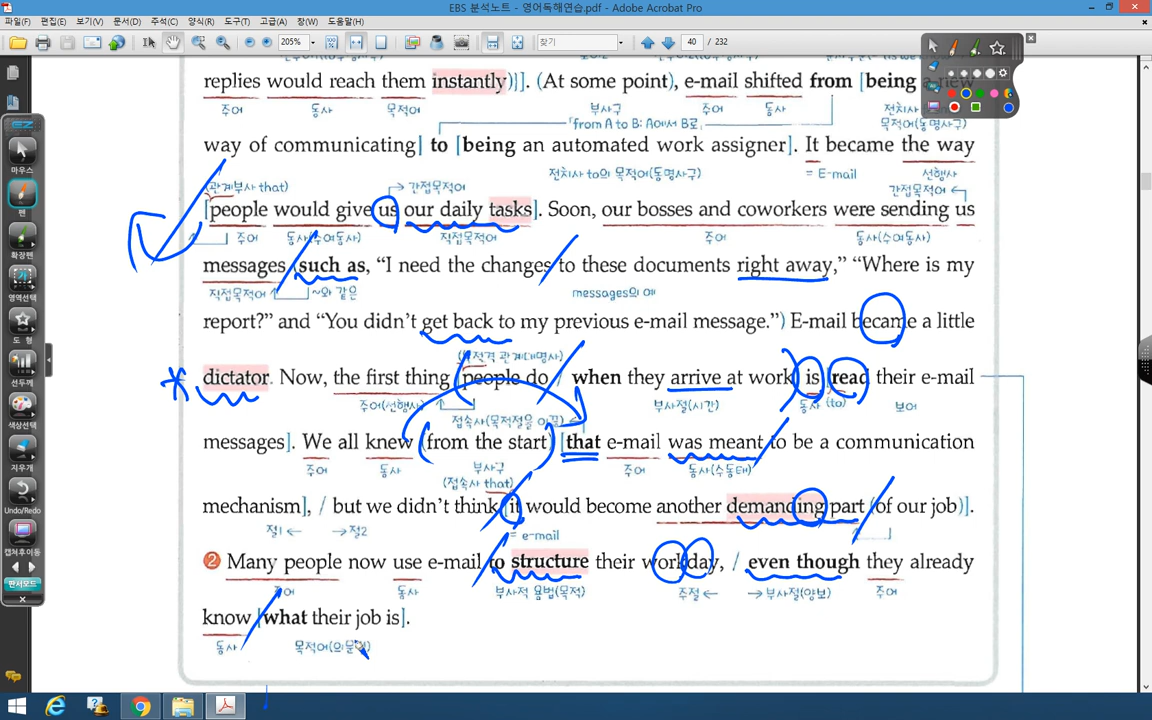 EBS 분석노트 - 영어독해연습.pdf - Adobe Acrobat Pro
파일(F) 편집(E) 보기(V) 문서(D) 주석(C) 양식(R) 도구(T) 고급(A) 창(W) 도움말(H)
205% 찾기 40 / 232
replies would reach them instantly)}]. (At some point), e-mail shifted from [being a new
주어 동사 목적어 부사구 주어 동사 전치사
「from A to B: A에서 B로」 목적어(동명사구)
way of communicating] to [being an automated work assigner]. It became the way
전치사 to의 목적어(동명사구) = E-mail 선행사
(관계부사 that) 간접목적어 간접목적어
[people would give us our daily tasks]. Soon, our bosses and coworkers were sending us
주어 동사(수여동사) 직접목적어 주어 동사(수여동사)
messages (such as, “I need the changes to these documents right away,” “Where is my
직접목적어 ~와 같은 messages의 예
report?” and “You didn’t get back to my previous e-mail message.”) E-mail became a little
(목적격 관계대명사)
dictator. Now, the first thing (people do / when they arrive at work) is [read their e-mail
주어(선행사) 부사절(시간) 동사 (to) 보어
접속사(목적절을 이끎)
messages]. We all knew (from the start) [that e-mail was meant to be a communication
주어 동사 부사구 주어 동사(수동태)
(접속사 that)
mechanism], / but we didn’t think [it would become another demanding part (of our job)].
절1 ← → 절2 = e-mail
❷ Many people now use e-mail to structure their workday, / even though they already
주어 동사 부사적 용법(목적) 주절 ← → 부사절(양보) 주어
know [what their job is].
동사 목적어(의문
마우스
펜
확장펜
영역선택
도 형
선두께
색상선택
지우개
Undo/Redo
캡쳐후이동
판서모드